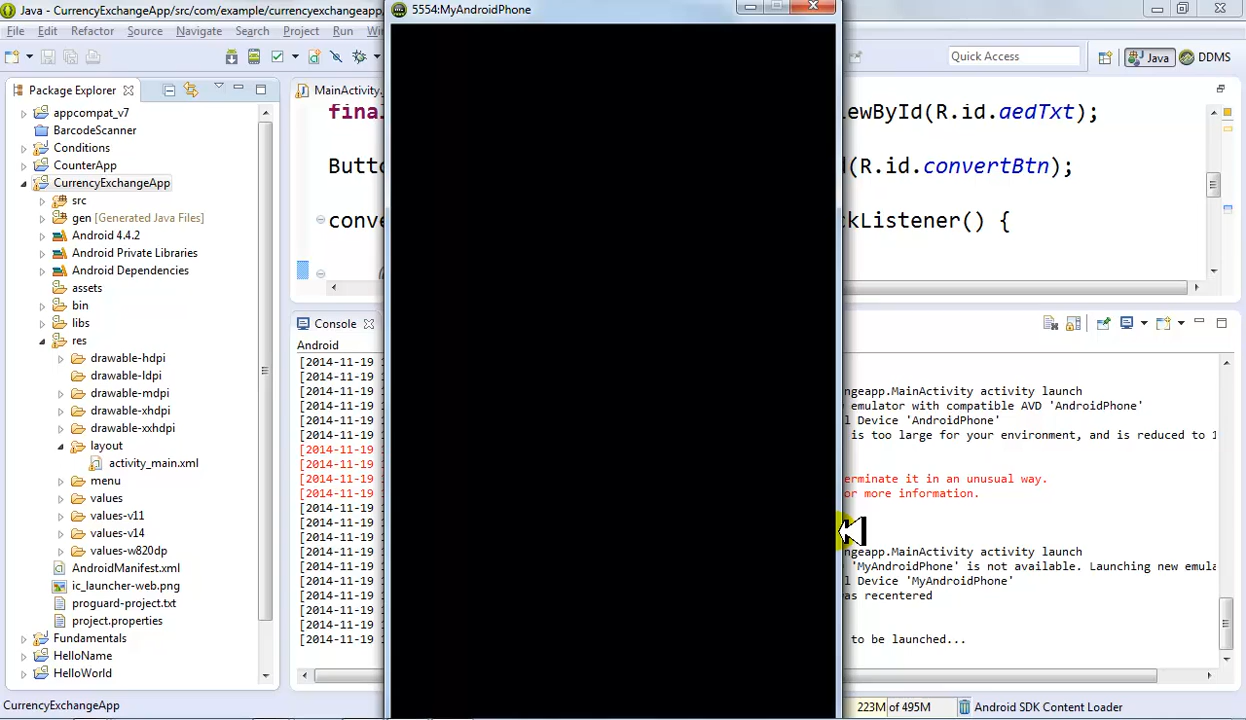 Java - CurrencyExchangeApp/src/com/example/currencyexchangeapp
5554:MyAndroidPhone
File Edit Refactor Source Navigate Search Project Run
Quick Access
Java
DDMS
Package Explorer
MainActivity.
appcompat_v7
BarcodeScanner
Conditions
CounterApp
CurrencyExchangeApp
src
gen [Generated Java Files]
Android 4.4.2
Android Private Libraries
Android Dependencies
assets
bin
libs
res
drawable-hdpi
drawable-ldpi
drawable-mdpi
drawable-xhdpi
drawable-xxhdpi
layout
activity_main.xml
menu
values
values-v11
values-v14
values-w820dp
AndroidManifest.xml
ic_launcher-web.png
proguard-project.txt
project.properties
Fundamentals
HelloName
HelloWorld
fina ewById(R.id.aedTxt);
Butto d(R.id.convertBtn);
conve ckListener() {
Console
Android
[2014-11-19
[2014-11-19
[2014-11-19 ngeapp.MainActivity activity launch
[2014-11-19 emulator with compatible AVD 'AndroidPhone'
[2014-11-19 l Device 'AndroidPhone'
[2014-11-19 is too large for your environment, and is reduced to 1
[2014-11-19
[2014-11-19
[2014-11-19 erminate it in an unusual way.
[2014-11-19 or more information.
[2014-11-19
[2014-11-19
[2014-11-19
[2014-11-19 ngeapp.MainActivity activity launch
[2014-11-19 'MyAndroidPhone' is not available. Launching new emula
[2014-11-19 l Device 'MyAndroidPhone'
[2014-11-19 was recentered
[2014-11-19
[2014-11-19
[2014-11-19 to be launched...
CurrencyExchangeApp
223M of 495M
Android SDK Content Loader